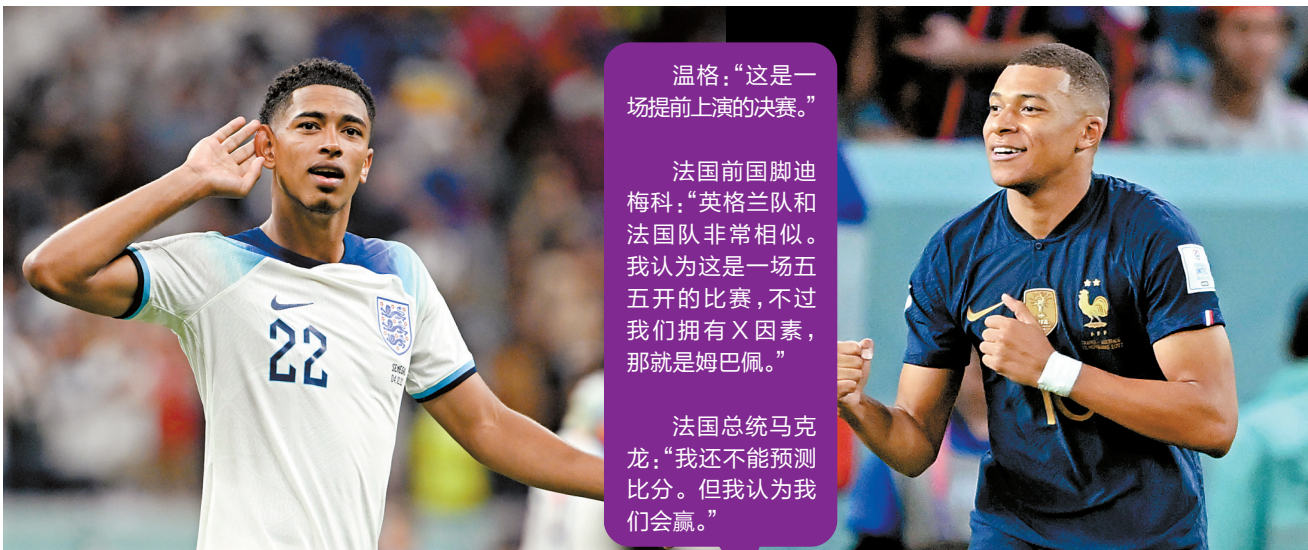 温格：“这是一
场提前上演的决赛。”
法国前国脚迪
梅科：“英格兰队和
法国队非常相似。
我认为这是一场五
五开的比赛，不过
我们拥有X因素，
那就是姆巴佩。”
法国总统马克
龙：“我还不能预测
比分。但我认为我
们会赢。”
22